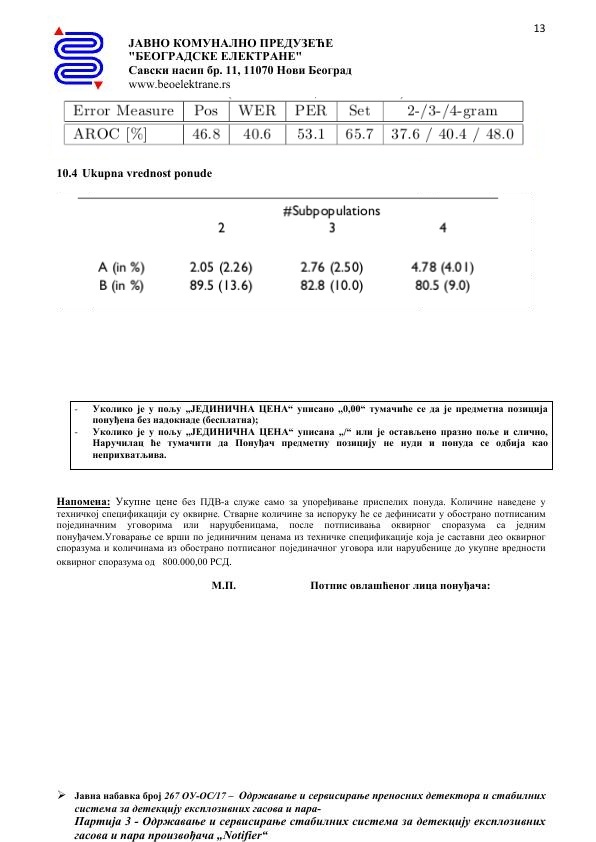 13
ЈАВНО КОМУНАЛНО ПРЕДУЗЕЋЕ
"БЕОГРАДСКЕ ЕЛЕКТРАНЕ"
Савски насип бр. 11, 11070 Нови Београд
www.beoelektrane.rs
Error Measure Pos WER PER Set 2-/3-/4-gram
AROC [%] 46.8 40.6 53.1 65.7 37.6 / 40.4 / 48.0
10.4 Ukupna vrednost ponude
#Subpopulations
2 3 4
A (in %) 2.05 (2.26) 2.76 (2.50) 4.78 (4.01)
B (in %) 89.5 (13.6) 82.8 (10.0) 80.5 (9.0)
- Уколико је у пољу „ЈЕДИНИЧНА ЦЕНА“ уписано „0,00“ тумачиће се да је предметна позиција
понуђена без надокнаде (бесплатна);
- Уколико је у пољу „ЈЕДИНИЧНА ЦЕНА“ уписана „/“ или је остављено празно поље и слично,
Наручилац ће тумачити да Понуђач предметну позицију не нуди и понуда се одбија као
неприхватљива.
Напомена: Укупне цене без ПДВ-а служе само за упоређивање приспелих понуда. Количине наведене у
техничкој спецификацији су оквирне. Стварне количине за испоруку ће се дефинисати у обострано потписаним
појединачним уговорима или наруџбеницама, после потписивања оквирног споразума са једним
понуђачем.Уговарање се врши по јединичним ценама из техничке спецификације која је саставни део оквирног
споразума и количинама из обострано потписаног појединачног уговора или наруџбенице до укупне вредности
оквирног споразума од 800.000,00 РСД.
М.П. Потпис овлашћеног лица понуђача:
➢ Јавна набавка број 267 ОУ-ОС/17 – Одржавање и сервисирање преносних детектора и стабилних
система за детекцију експлозивних гасова и пара-
Партија 3 - Одржавање и сервисирање стабилних система за детекцију експлозивних
гасова и пара произвођача „Notifier“